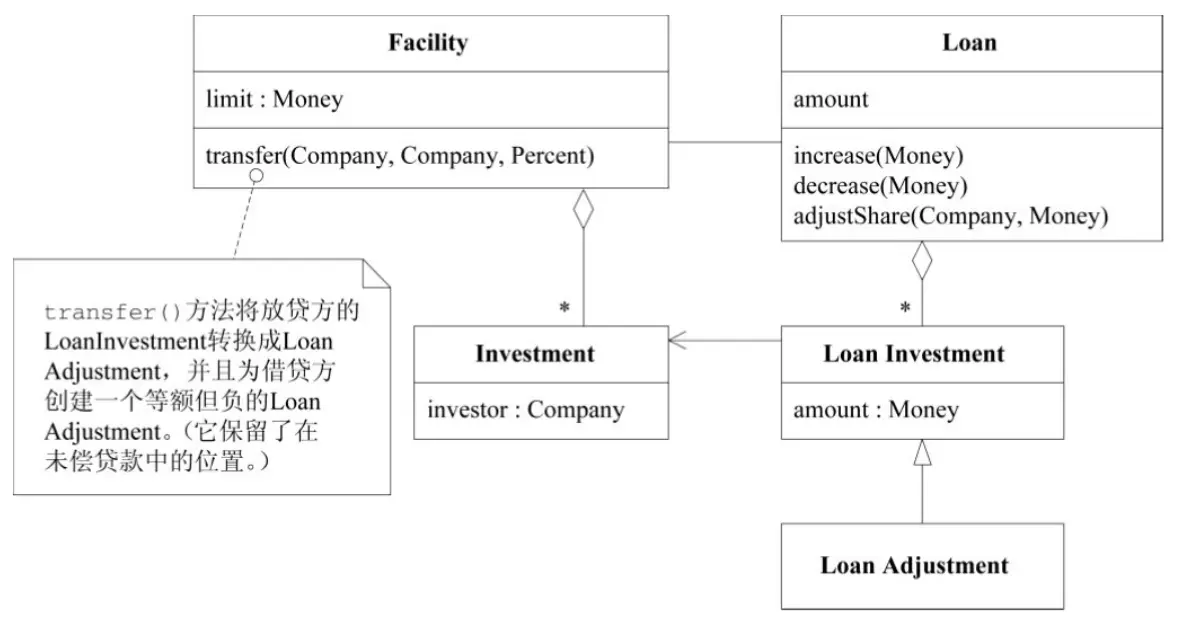 Facility
limit : Money
transfer(Company, Company, Percent)
Loan
amount
increase(Money)
decrease(Money)
adjustShare(Company, Money)
transfer()方法将放贷方的
LoanInvestment转换成Loan
Adjustment，并且为借贷方
创建一个等额但负的Loan
Adjustment。（它保留了在
未偿贷款中的位置。）
*
Investment
investor : Company
*
Loan Investment
amount : Money
Loan Adjustment